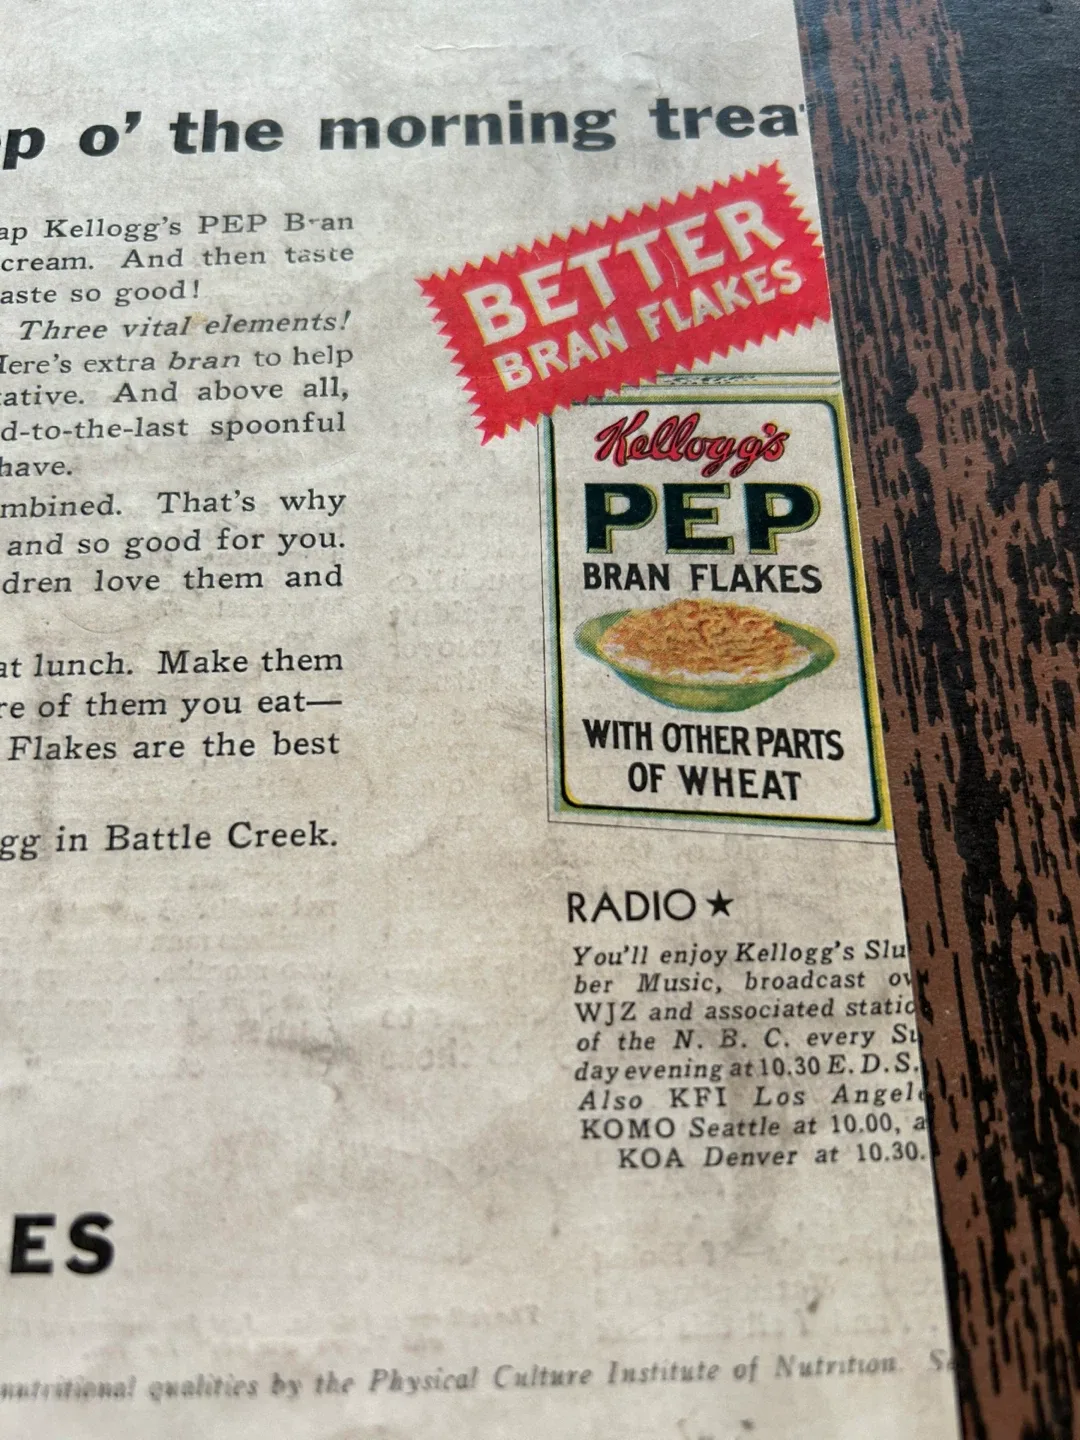 p o' the morning trea
ap Kellogg's PEP Bran
cream. And then taste
aste so good!
Three vital elements!
Here's extra bran to help
ative. And above all,
d-to-the-last spoonful
have.
mbined. That's why
and so good for you.
dren love them and
at lunch. Make them
re of them you eat—
Flakes are the best
gg in Battle Creek.
BETTER
BRAN FLAKES
Kellogg's
PEP
BRAN FLAKES
WITH OTHER PARTS
OF WHEAT
RADIO ★
You'll enjoy Kellogg's Slu
ber Music, broadcast ov
WJZ and associated static
of the N. B. C. every Su
day evening at 10.30 E. D. S.
Also KFI Los Angel
KOMO Seattle at 10.00, a
KOA Denver at 10.30.
ES
nutritional qualities by the Physical Culture Institute of Nutrition. S